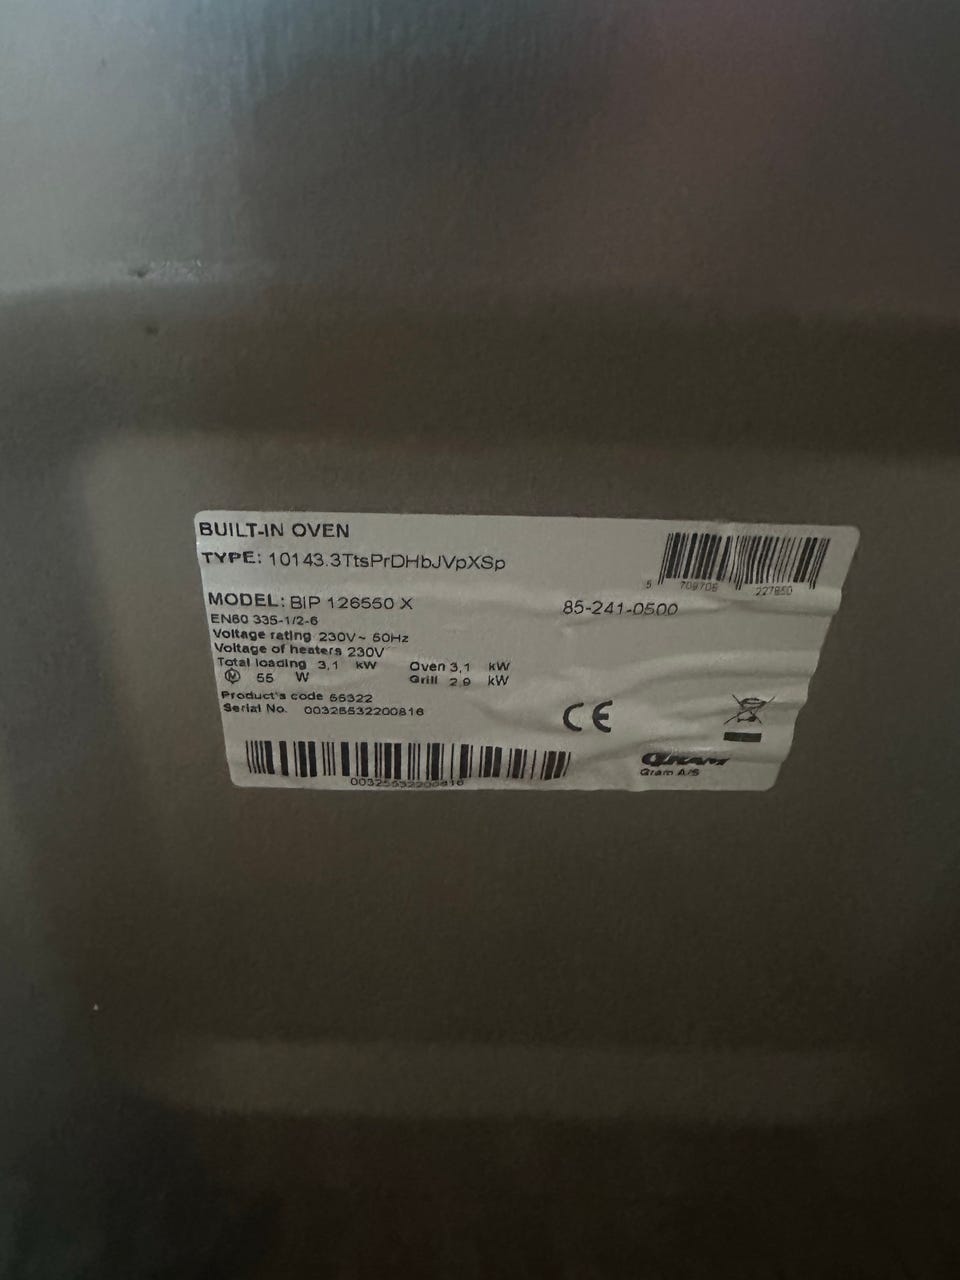 BUILT-IN OVEN
TYPE: 10143.3TtsPrDHbJVpXSp
5 709706 227850
MODEL: BIP 126550 X
85-241-0500
EN60 335-1/2-6
Voltage rating 230V~ 50Hz
Voltage of heaters 230V
Total loading 3,1 kW Oven 3,1 kW
M 55 W Grill 2,9 kW
Product's code 55322
Serial No. 00325532200816
CE
00325532200816
GRAM
Gram A/S